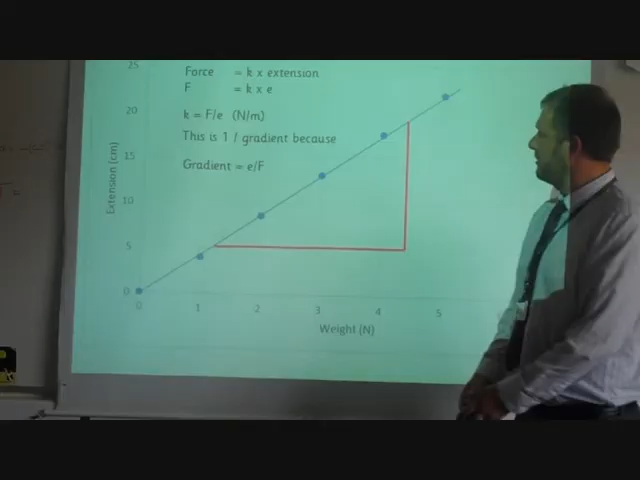 25
Force = k x extension
F = k x e
20
k = F/e (N/m)
This is 1 / gradient because
15
Gradient = e/F
Extension (cm)
10
5
0
0 1 2 3 4 5
Weight (N)